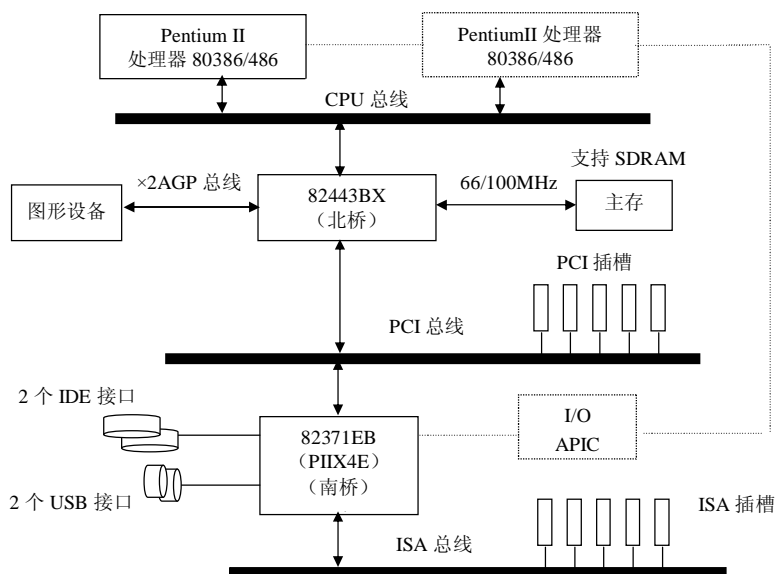 Pentium II
处理器 80386/486
PentiumII 处理器
80386/486
CPU 总线
支持 SDRAM
×2AGP 总线
66/100MHz
图形设备
82443BX
（北桥）
主存
PCI 插槽
PCI 总线
2 个 IDE 接口
82371EB
（PIIX4E）
（南桥）
I/O
APIC
2 个 USB 接口
ISA 插槽
ISA 总线